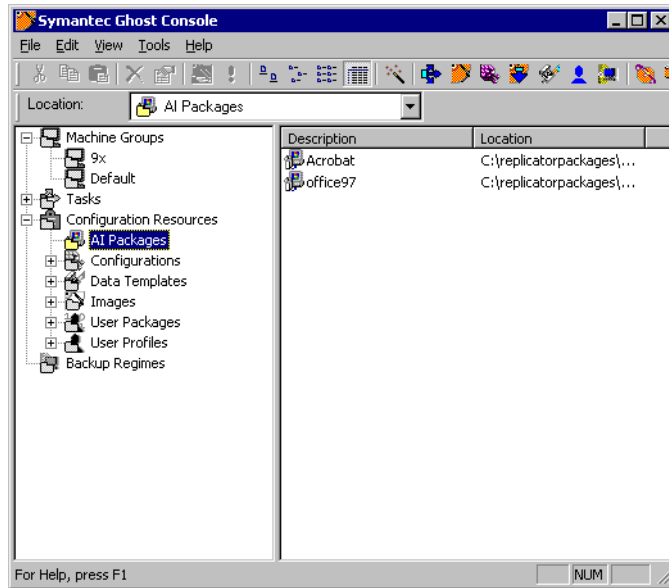 Symantec Ghost Console
File Edit View Tools Help
Location: AI Packages
Machine Groups
9x
Default
Tasks
Configuration Resources
AI Packages
Configurations
Data Templates
Images
User Packages
User Profiles
Backup Regimes
Description Location
Acrobat C:\replicatorpackages\...
office97 C:\replicatorpackages\...
For Help, press F1 NUM